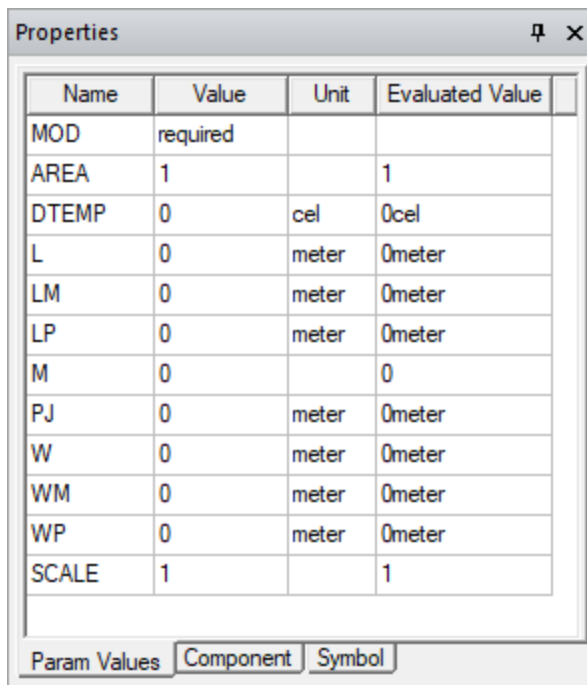 Properties
Name Value Unit Evaluated Value
MOD required
AREA 1 1
DTEMP 0 cel 0cel
L 0 meter 0meter
LM 0 meter 0meter
LP 0 meter 0meter
M 0 0
PJ 0 meter 0meter
W 0 meter 0meter
WM 0 meter 0meter
WP 0 meter 0meter
SCALE 1 1
Param Values Component Symbol